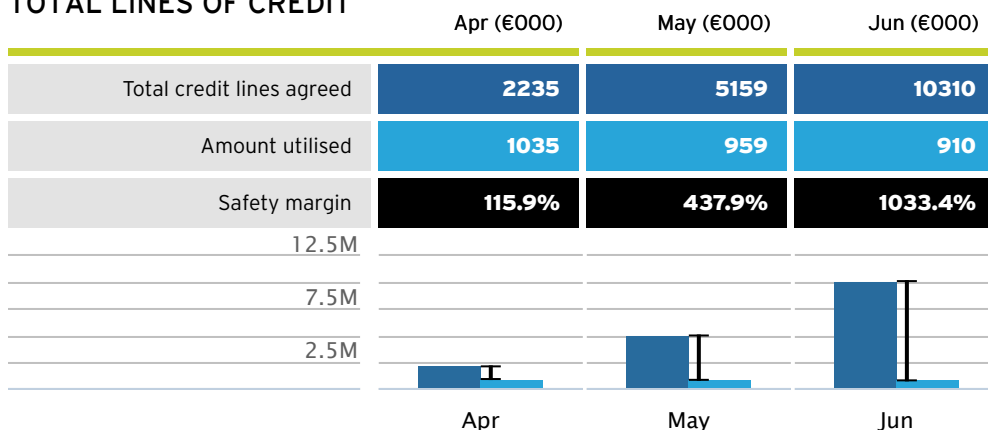 TOTAL LINES OF CREDIT
Apr (€000) May (€000) Jun (€000)
Total credit lines agreed 2235 5159 10310
Amount utilised 1035 959 910
Safety margin 115.9% 437.9% 1033.4%
12.5M
7.5M
2.5M
Apr May Jun